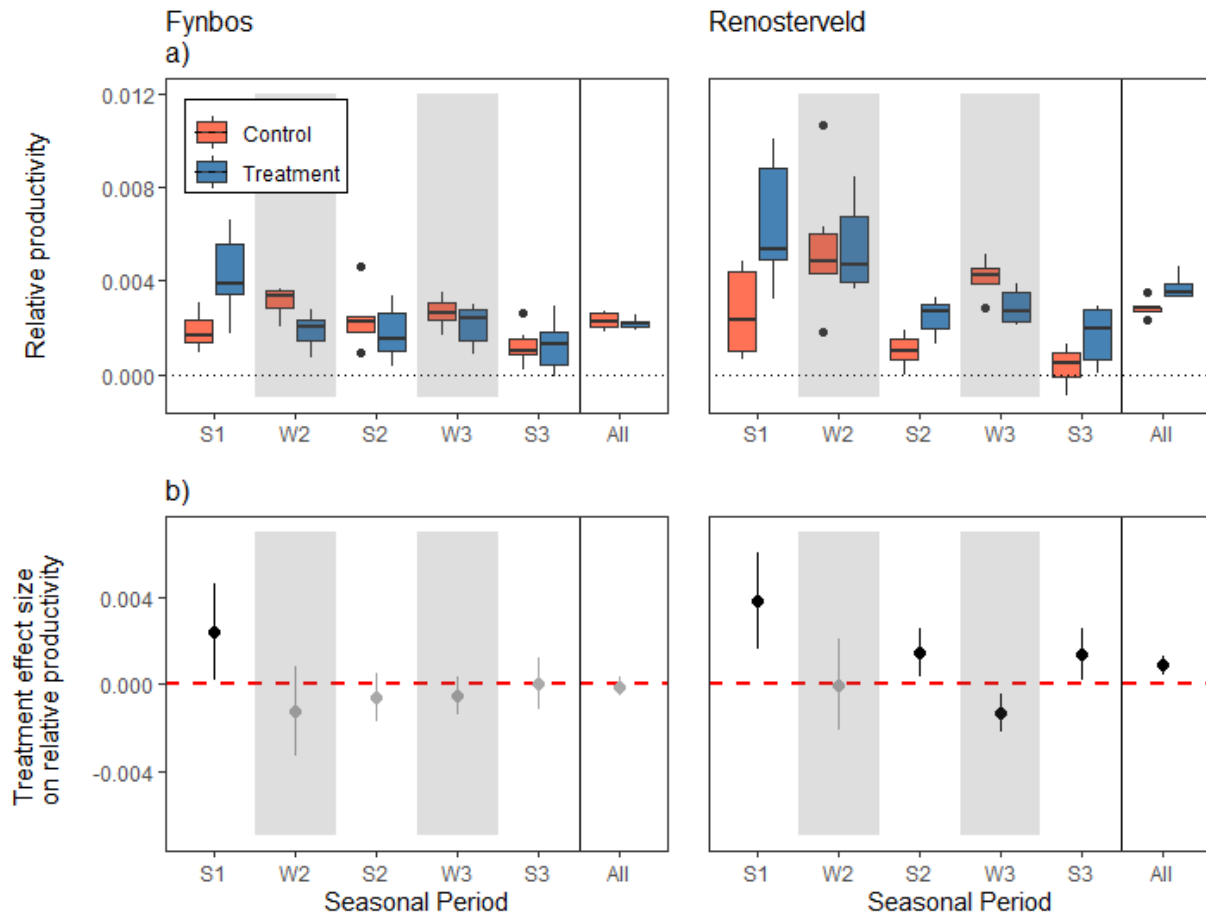 Fynbos
Renosterveld
a)
Relative productivity
0.012
0.008
0.004
0.000
Control
Treatment
S1 W2 S2 W3 S3 All
S1 W2 S2 W3 S3 All
b)
Treatment effect size
on relative productivity
0.004
0.000
-0.004
S1 W2 S2 W3 S3 All
S1 W2 S2 W3 S3 All
Seasonal Period
Seasonal Period